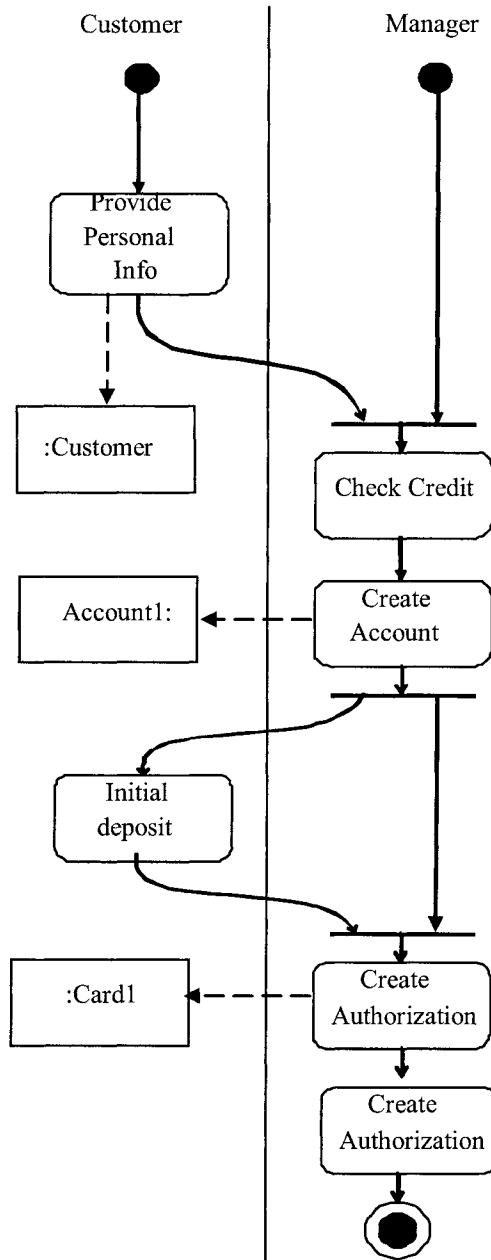 Customer
Manager
Provide
Personal
Info
:Customer
Check Credit
Account1:
Create
Account
Initial
deposit
:Card1
Create
Authorization
Create
Authorization